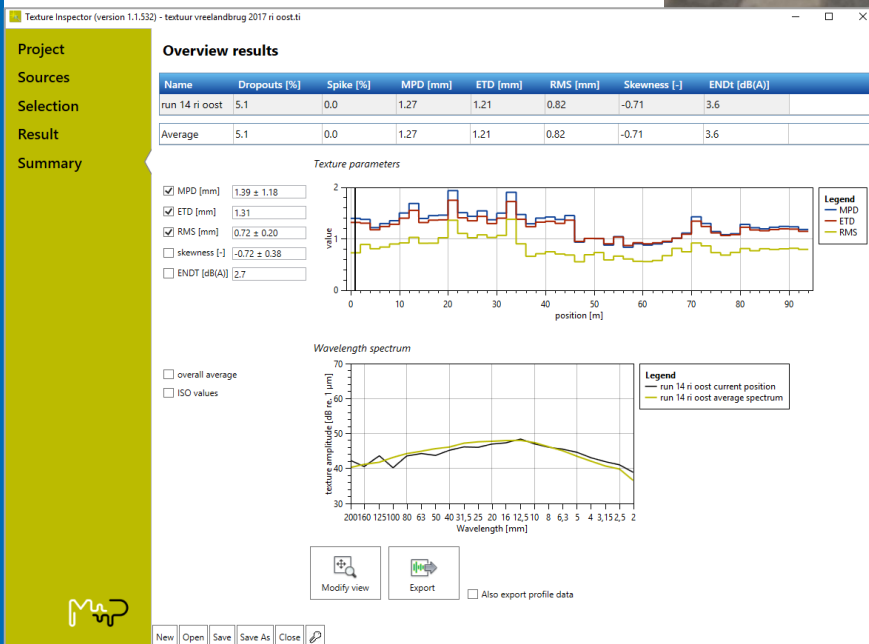 Texture Inspector (version 1.1.532) - textuur vreelandbrug 2017 ri oost.ti
Project
Sources
Selection
Result
Summary
Overview results
Name Dropouts [%] Spike [%] MPD [mm] ETD [mm] RMS [mm] Skewness [-] ENDt [dB(A)]
run 14 ri oost 5.1 0.0 1.27 1.21 0.82 -0.71 3.6
Average 5.1 0.0 1.27 1.21 0.82 -0.71 3.6
Texture parameters
MPD [mm] 1.39 ± 1.18
ETD [mm] 1.31
RMS [mm] 0.72 ± 0.20
skewness [-] -0.72 ± 0.38
ENDT [dB(A)] 2.7
value
2
1
0
0 10 20 30 40 50 60 70 80 90
position [m]
Legend
MPD
ETD
RMS
Wavelength spectrum
overall average
ISO values
texture amplitude [dB re. 1 µm]
70
60
50
40
30
200 160 125 100 80 63 50 40 31,5 25 20 16 12,5 10 8 6,3 5 4 3,15 2,5 2
Wavelength [mm]
Legend
run 14 ri oost current position
run 14 ri oost average spectrum
Modify view
Export
Also export profile data
M+P
New Open Save Save As Close